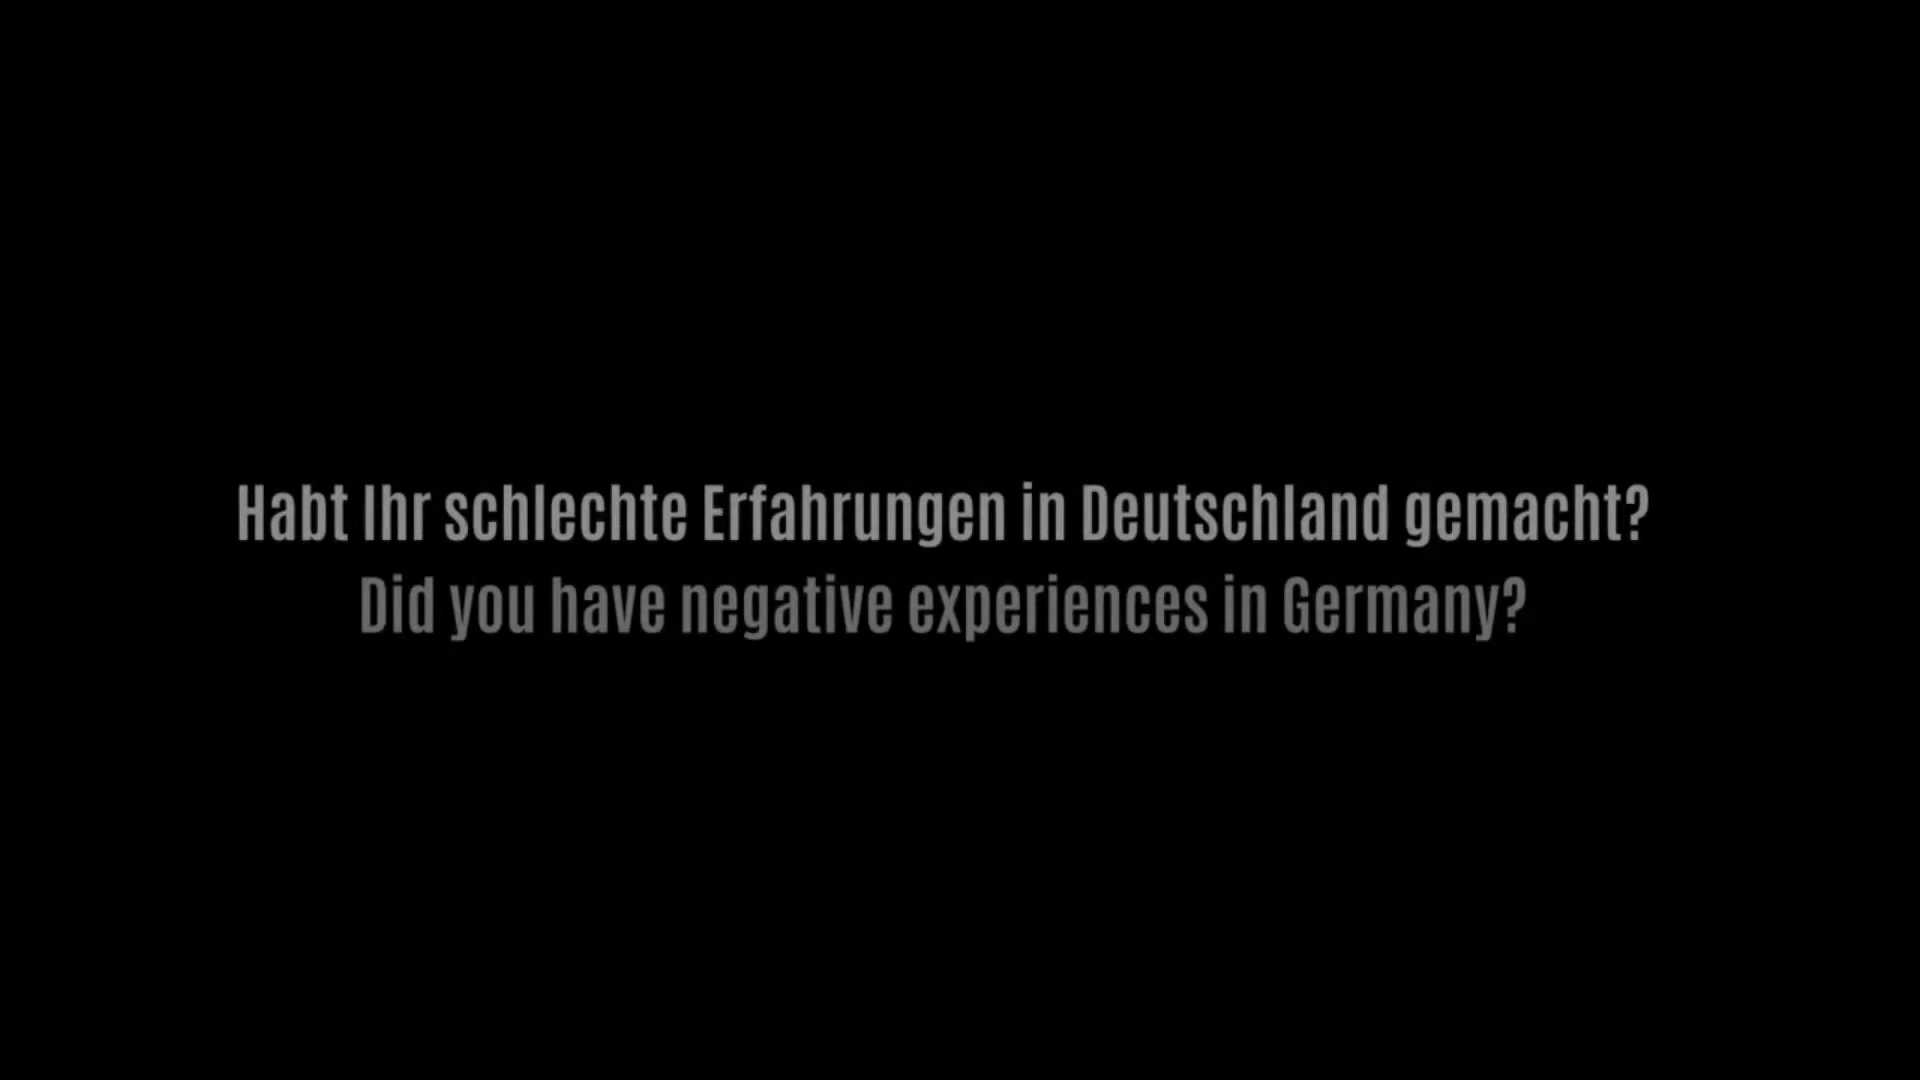 Habt Ihr schlechte Erfahrungen in Deutschland gemacht?
Did you have negative experiences in Germany?